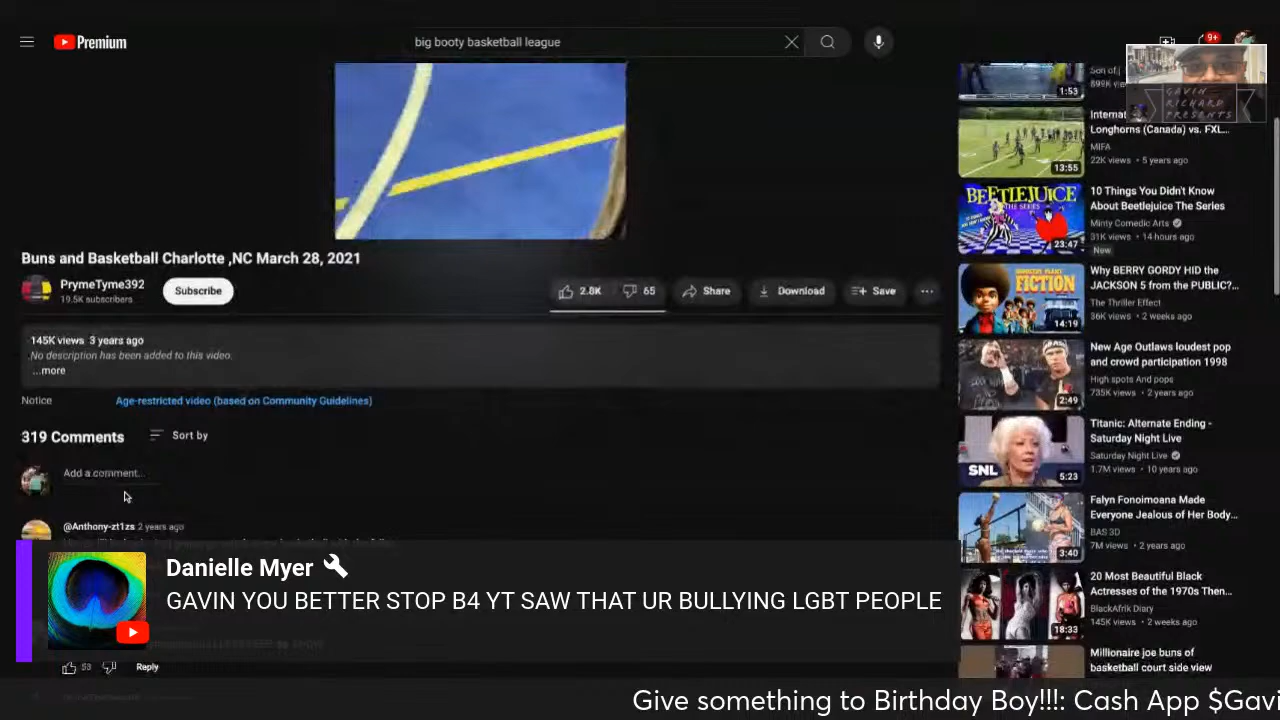 Premium
big booty basketball league
9+
GAVIN
RICHARD
PRESENTS
Buns and Basketball Charlotte ,NC March 28, 2021
PrymeTyme392
19.5K subscribers
Subscribe
2.8K
65
Share
Download
Save
145K views 3 years ago
No description has been added to this video.
...more
Notice
Age-restricted video (based on Community Guidelines)
319 Comments
Sort by
Add a comment...
@Anthony-zt1zs 2 years ago
Danielle Myer
GAVIN YOU BETTER STOP B4 YT SAW THAT UR BULLYING LGBT PEOPLE
53
Reply
Give something to Birthday Boy!!!: Cash App $Gavi
1:53
Son of
899K
13:55
Internat
Longhorns (Canada) vs. FXL...
MIFA
22K views • 5 years ago
BEETLEJUICE
THE SERIES
23:47
10 Things You Didn't Know
About Beetlejuice The Series
Minty Comedic Arts
31K views • 14 hours ago
New
FICTION
14:19
Why BERRY GORDY HID the
JACKSON 5 from the PUBLIC?...
The Thriller Effect
36K views • 2 weeks ago
2:49
New Age Outlaws loudest pop
and crowd participation 1998
High spots And pops
735K views • 2 years ago
SNL
5:23
Titanic: Alternate Ending -
Saturday Night Live
Saturday Night Live
1.7M views • 10 years ago
3:40
Falyn Fonoimoana Made
Everyone Jealous of Her Body...
BAS 3D
7M views • 2 years ago
18:33
20 Most Beautiful Black
Actresses of the 1970s Then...
BlackAfrik Diary
145K views • 2 weeks ago
Millionaire joe buns of
basketball court side view